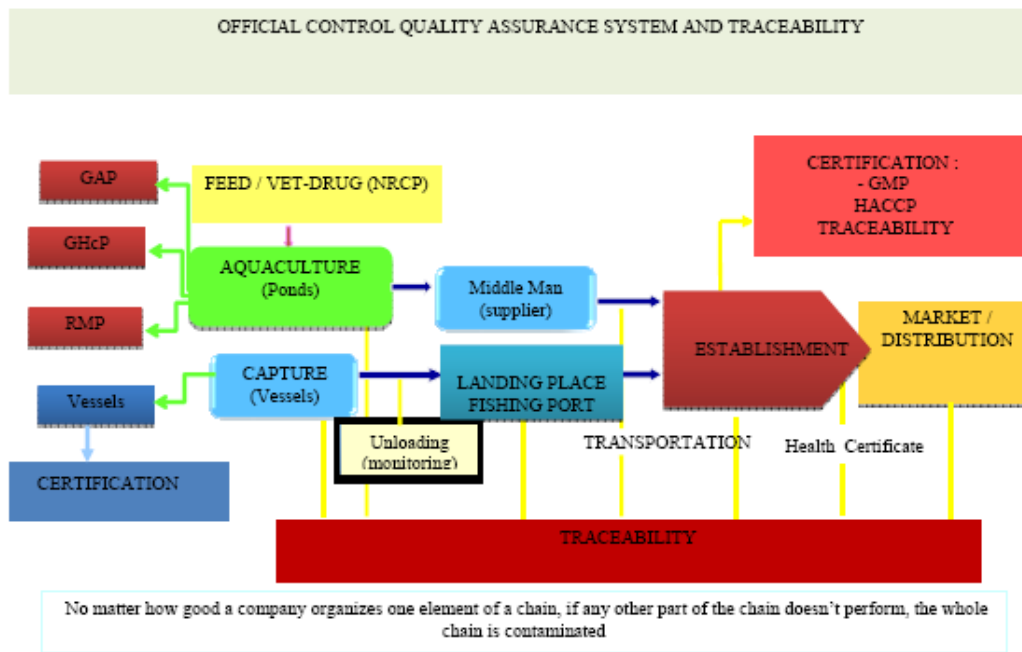 OFFICIAL CONTROL QUALITY ASSURANCE SYSTEM AND TRACEABILITY
GAP
FEED / VET-DRUG (NRCP)
CERTIFICATION :
- GMP
HACCP
TRACEABILITY
GHcP
AQUACULTURE
(Ponds)
Middle Man
(supplier)
RMP
ESTABLISHMENT
MARKET /
DISTRIBUTION
CAPTURE
(Vessels)
LANDING PLACE
FISHING PORT
Vessels
Unloading
(monitoring)
TRANSPORTATION
Health Certificate
CERTIFICATION
TRACEABILITY
No matter how good a company organizes one element of a chain, if any other part of the chain doesn’t perform, the whole
chain is contaminated